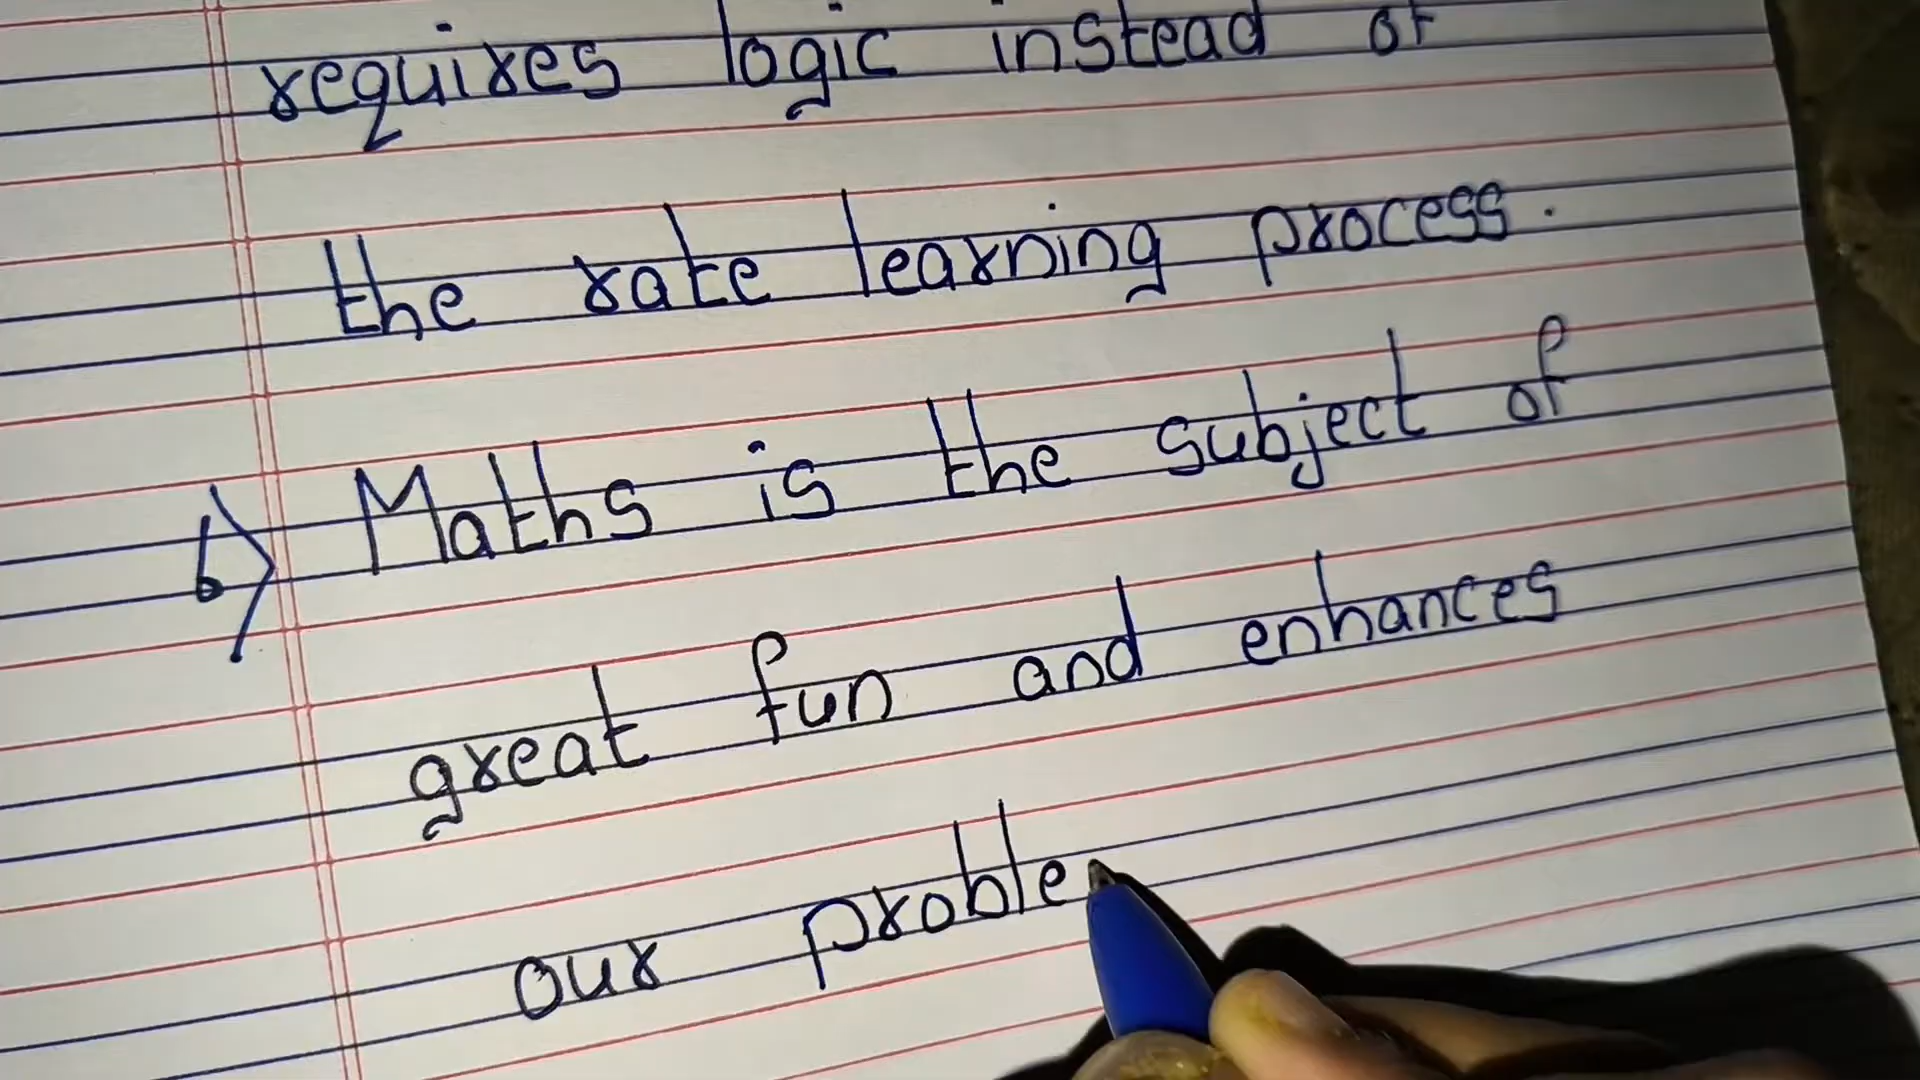 requires logic instead of
the rate learning process.
6) Maths is the subject of
great fun and enhances
our proble